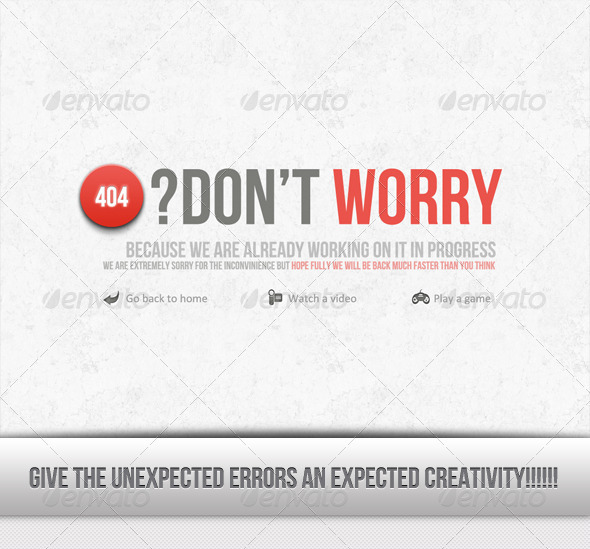 envato envato envato
404 ?DON'T WORRY
BECAUSE WE ARE ALREADY WORKING ON IT IN PROGRESS
WE ARE EXTREMELY SORRY FOR THE INCONVINIENCE BUT HOPE FULLY WE WILL BE BACK MUCH FASTER THAN YOU THINK
Go back to home Watch a video Play a game
GIVE THE UNEXPECTED ERRORS AN EXPECTED CREATIVITY!!!!!!